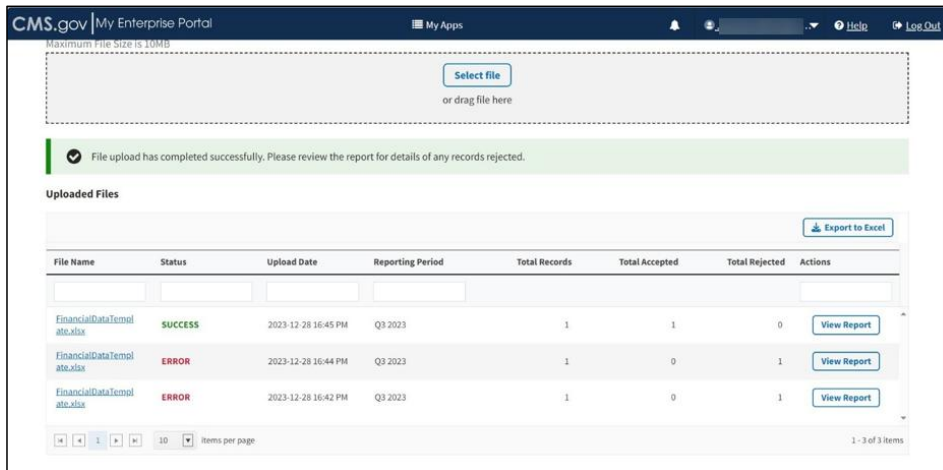 CMS.gov My Enterprise Portal My Apps Help Log Out
Maximum File Size is 10MB
Select file
or drag file here
File upload has completed successfully. Please review the report for details of any records rejected.
Uploaded Files
Export to Excel
File Name Status Upload Date Reporting Period Total Records Total Accepted Total Rejected Actions
FinancialDataTempl
ate.xlsx SUCCESS 2023-12-28 16:45 PM Q3 2023 1 1 0 View Report
FinancialDataTempl
ate.xlsx ERROR 2023-12-28 16:44 PM Q3 2023 1 0 1 View Report
FinancialDataTempl
ate.xlsx ERROR 2023-12-28 16:42 PM Q3 2023 1 0 1 View Report
1 10 items per page 1 - 3 of 3 items